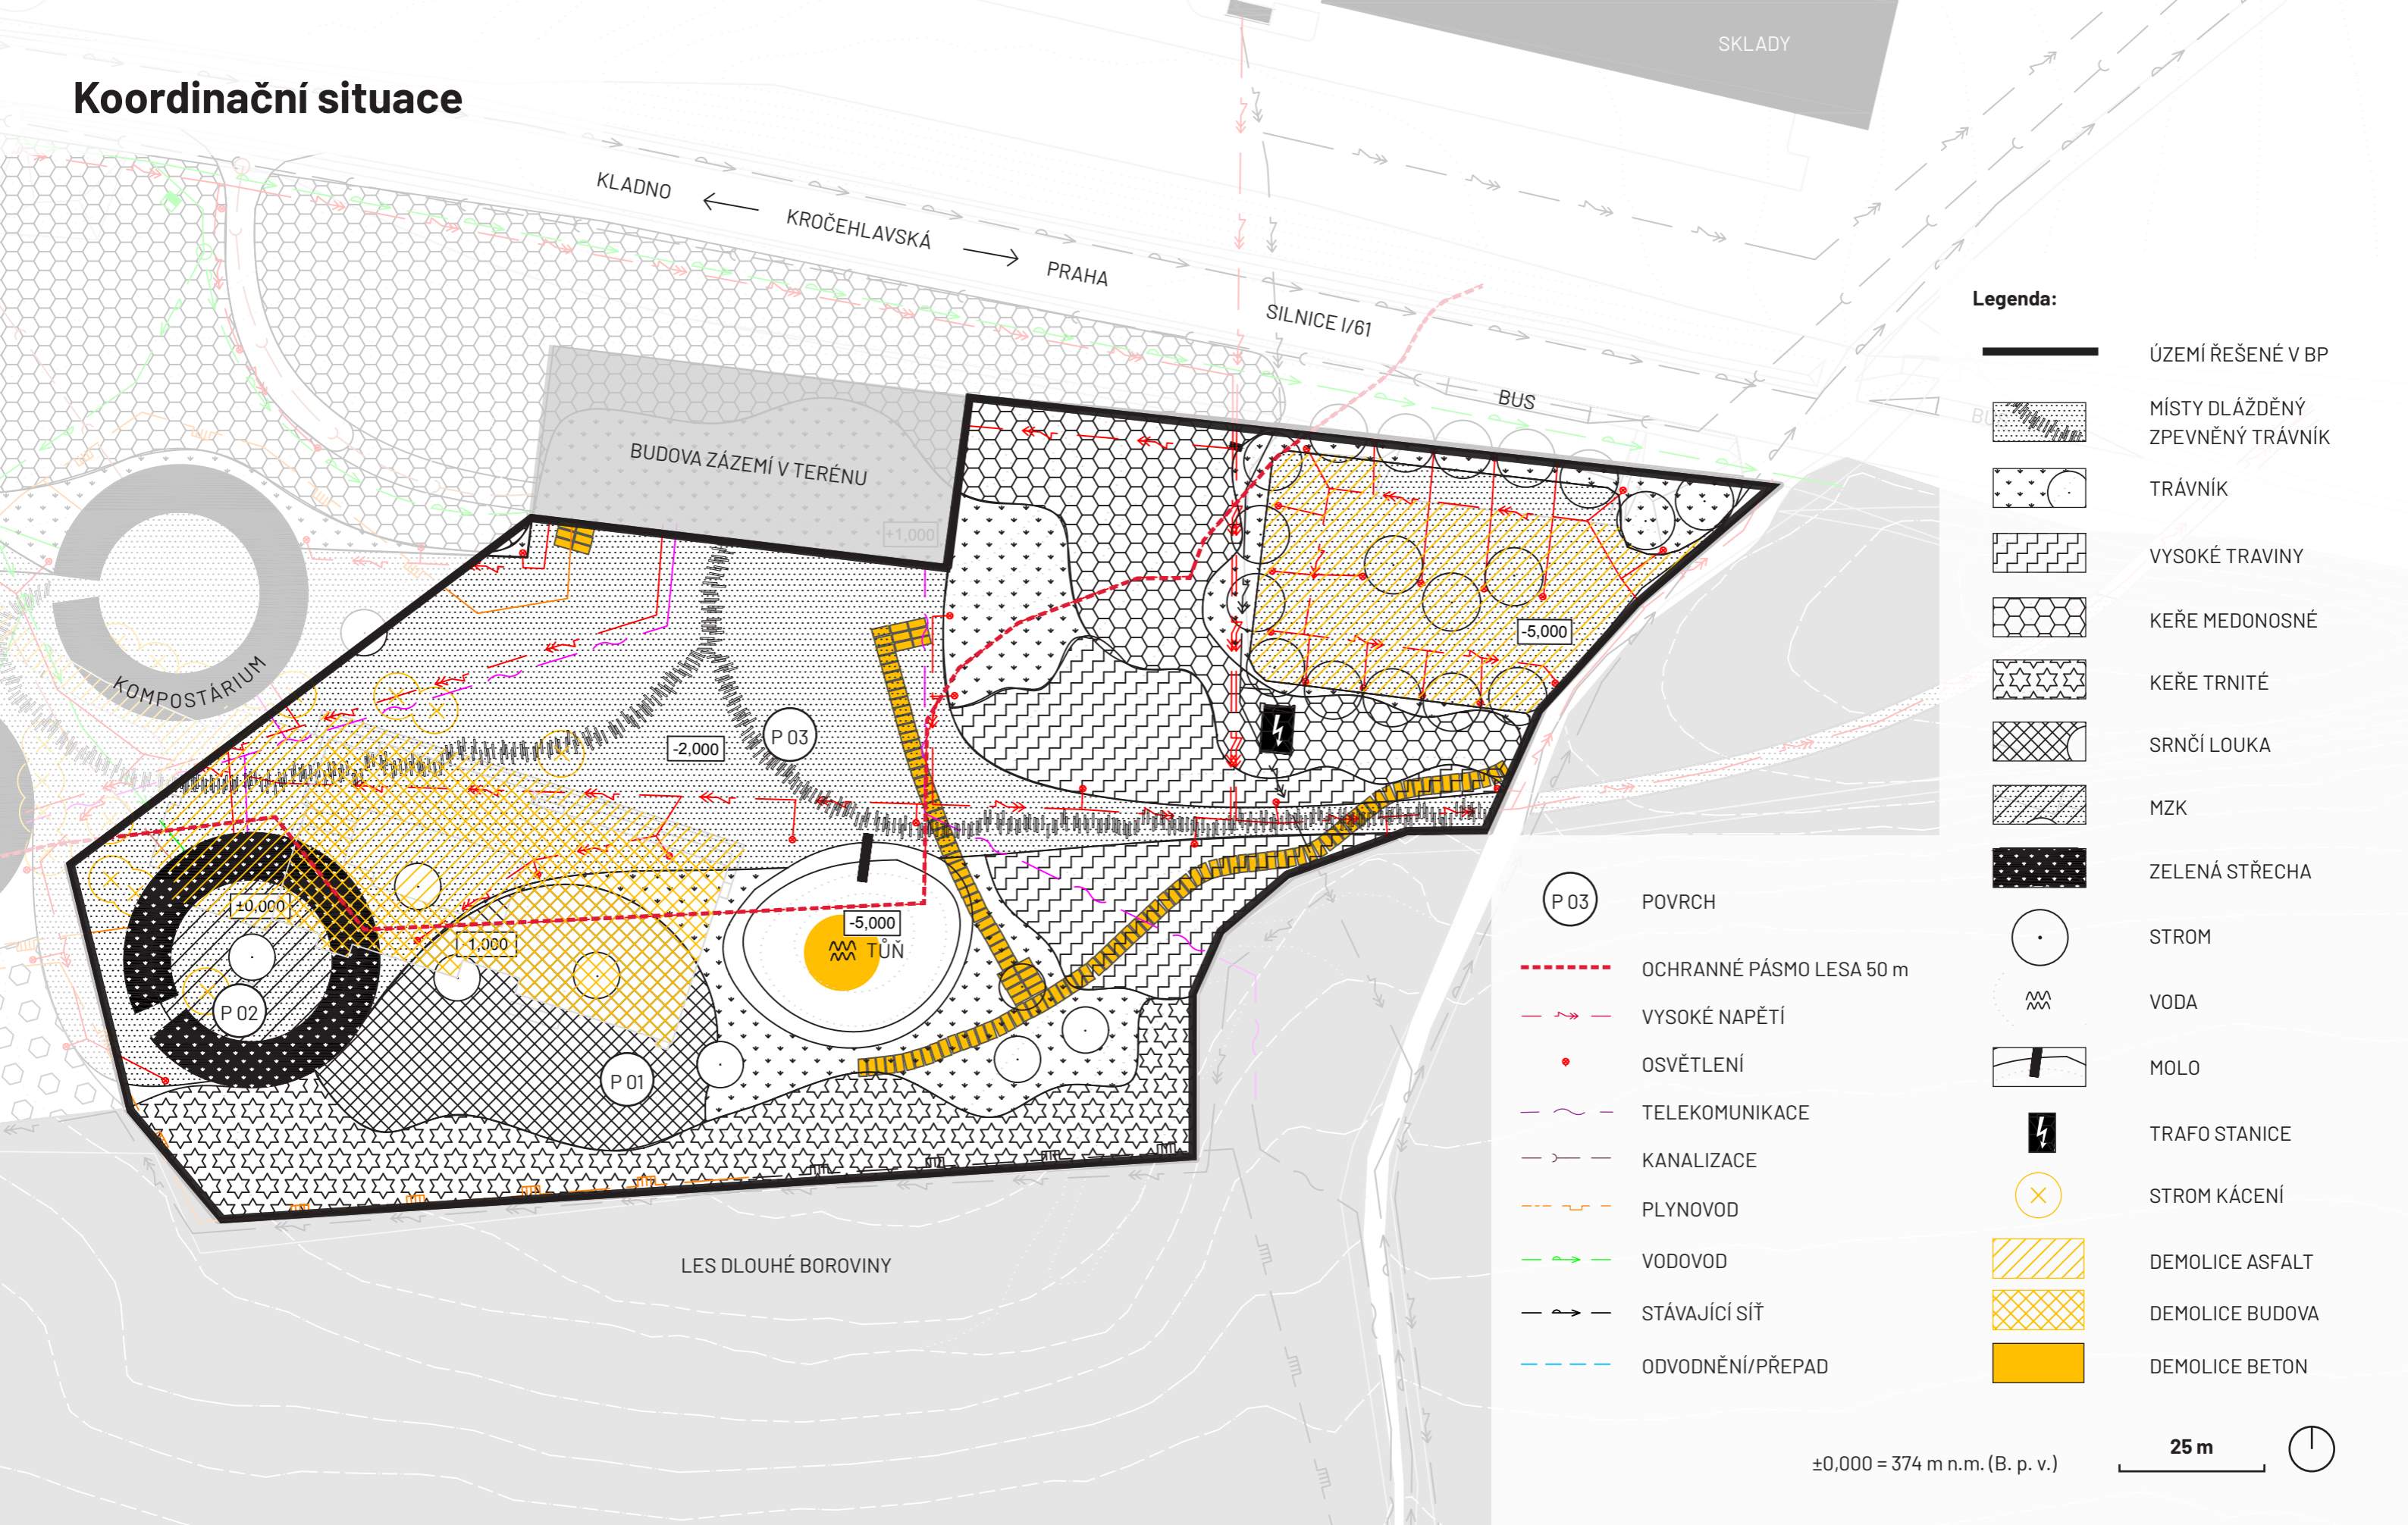 SKLADY
Koordinační situace
KLADNO
KROČEHLAVSKÁ
PRAHA
SILNICE I/61
BUS
BUDOVA ZÁZEMÍ V TERÉNU
+1,000
KOMPOSTÁRIUM
-5,000
P 03
-2,000
±0,000
-5,000
TŮŇ
P 02
P 01
LES DLOUHÉ BOROVINY
Legenda:
ÚZEMÍ ŘEŠENÉ V BP
MÍSTY DLÁŽDĚNÝ
ZPEVNĚNÝ TRÁVNÍK
TRÁVNÍK
VYSOKÉ TRAVINY
KEŘE MEDONOSNÉ
KEŘE TRNITÉ
SRNČÍ LOUKA
MZK
ZELENÁ STŘECHA
STROM
VODA
MOLO
TRAFO STANICE
STROM KÁCENÍ
DEMOLICE ASFALT
DEMOLICE BUDOVA
DEMOLICE BETON
P 03
POVRCH
OCHRANNÉ PÁSMO LESA 50 m
VYSOKÉ NAPĚTÍ
OSVĚTLENÍ
TELEKOMUNIKACE
KANALIZACE
PLYNOVOD
VODOVOD
STÁVAJÍCÍ SÍŤ
ODVODNĚNÍ/PŘEPAD
±0,000 = 374 m n.m. (B. p. v.)
25 m